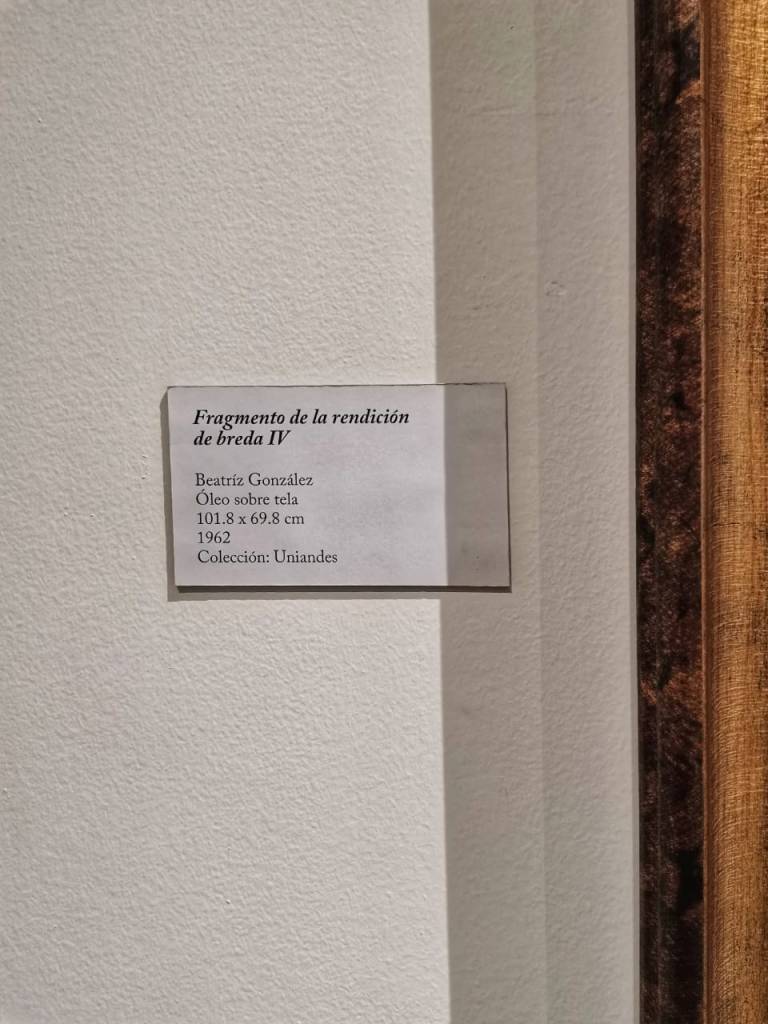 Fragmento de la rendición
de breda IV
Beatríz González
Óleo sobre tela
101.8 x 69.8 cm
1962
Colección: Uniandes